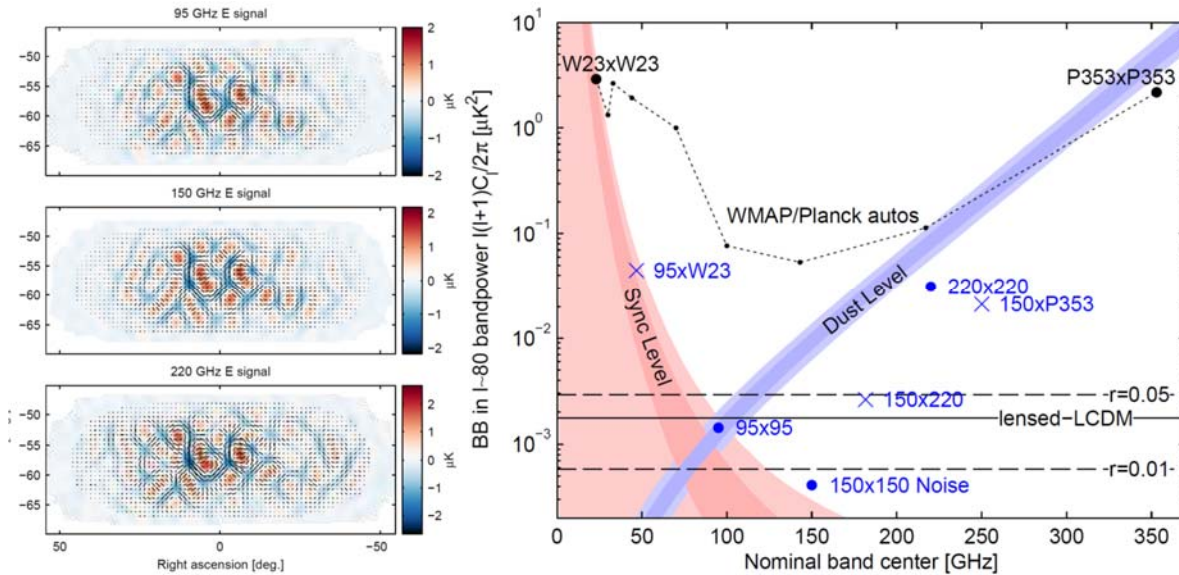 95 GHz E signal
-50
-55
-60
-65
2
1
0
-1
-2
μK
150 GHz E signal
-50
-55
-60
-65
2
1
0
-1
-2
μK
220 GHz E signal
-50
-55
-60
-65
2
1
0
-1
-2
μK
50
0
-50
Right ascension [deg.]
BB in l~80 bandpower l(l+1)C_l/2π [μK²]
10¹
10⁰
10⁻¹
10⁻²
10⁻³
W23xW23
P353xP353
WMAP/Planck autos
95xW23
220x220
150xP353
Sync Level
Dust Level
r=0.05
150x220
lensed-LCDM
95x95
r=0.01
150x150 Noise
0
50
100
150
200
250
300
350
Nominal band center [GHz]